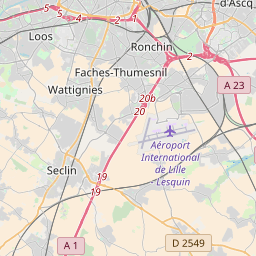 d'Ascq
5
5
4
2
1
Loos
Ronchin
2
Faches-Thumesnil
A 23
Wattignies
20b
20
Aéroport
International
de Lille
- Lesquin
Seclin
19
19
A 1
D 2549